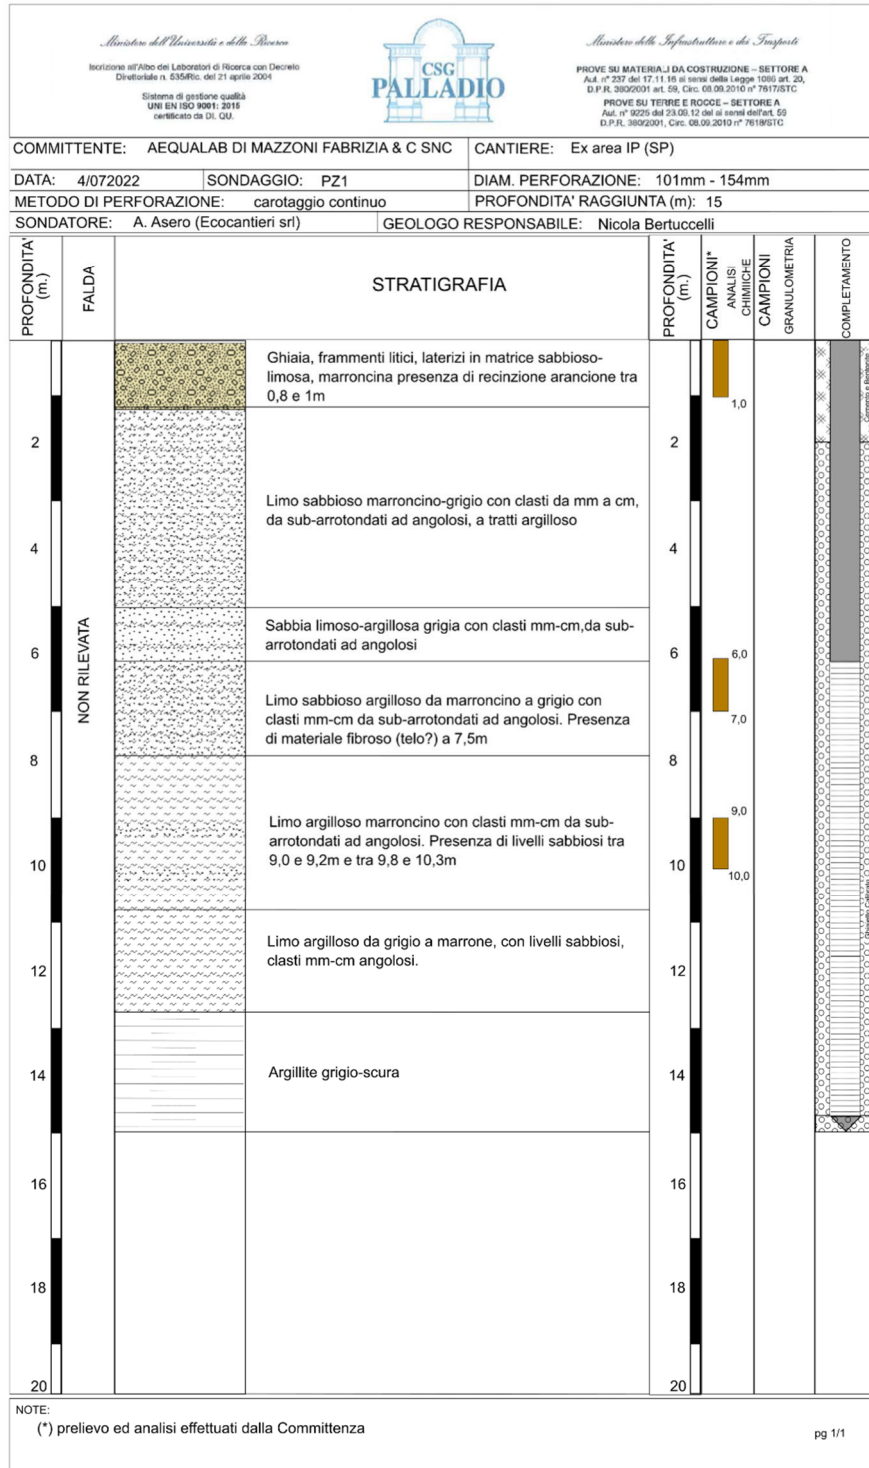 Ministero dell'Università e della Ricerca
Iscrizione all'Albo dei Laboratori di Ricerca con Decreto
Direttoriale n. 535/Ric. del 21 aprile 2004
Sistema di gestione qualità
UNI EN ISO 9001: 2015
certificato da DI. QU.
CSG
PALLADIO
Ministero delle Infrastrutture e dei Trasporti
PROVE SU MATERIALI DA COSTRUZIONE – SETTORE A
Aut. n° 237 del 17.11.16 ai sensi della Legge 1086 art. 20,
D.P.R. 380/2001 art. 59, Circ. 08.09.2010 n° 7617/STC
PROVE SU TERRE E ROCCE – SETTORE A
Aut. n° 9225 del 23.09.12 del ai sensi dell'art. 59
D.P.R. 380/2001, Circ. 08.09.2010 n° 7618/STC
COMMITTENTE: AEQUALAB DI MAZZONI FABRIZIA & C SNC
CANTIERE: Ex area IP (SP)
DATA: 4/072022
SONDAGGIO: PZ1
DIAM. PERFORAZIONE: 101mm - 154mm
METODO DI PERFORAZIONE: carotaggio continuo
PROFONDITA' RAGGIUNTA (m): 15
SONDATORE: A. Asero (Ecocantieri srl)
GEOLOGO RESPONSABILE: Nicola Bertuccelli
PROFONDITA'
(m.)
FALDA
STRATIGRAFIA
PROFONDITA'
(m.)
CAMPIONI*
ANALISI
CHIMIICHE
CAMPIONI
GRANULOMETRIA
COMPLETAMENTO
Ghiaia, frammenti litici, laterizi in matrice sabbioso-
limosa, marroncina presenza di recinzione arancione tra
0,8 e 1m
1,0
Cemento e Bentonite
2
2
Limo sabbioso marroncino-grigio con clasti da mm a cm,
da sub-arrotondati ad angolosi, a tratti argilloso
4
4
NON RILEVATA
Sabbia limoso-argillosa grigia con clasti mm-cm,da sub-
arrotondati ad angolosi
6
6
6,0
Limo sabbioso argilloso da marroncino a grigio con
clasti mm-cm da sub-arrotondati ad angolosi. Presenza
di materiale fibroso (telo?) a 7,5m
7,0
8
8
9,0
Limo argilloso marroncino con clasti mm-cm da sub-
arrotondati ad angolosi. Presenza di livelli sabbiosi tra
9,0 e 9,2m e tra 9,8 e 10,3m
10
10
10,0
Limo argilloso da grigio a marrone, con livelli sabbiosi,
clasti mm-cm angolosi.
12
12
Argillite grigio-scura
14
14
16
16
18
18
20
20
NOTE:
(*) prelievo ed analisi effettuati dalla Committenza
pg 1/1